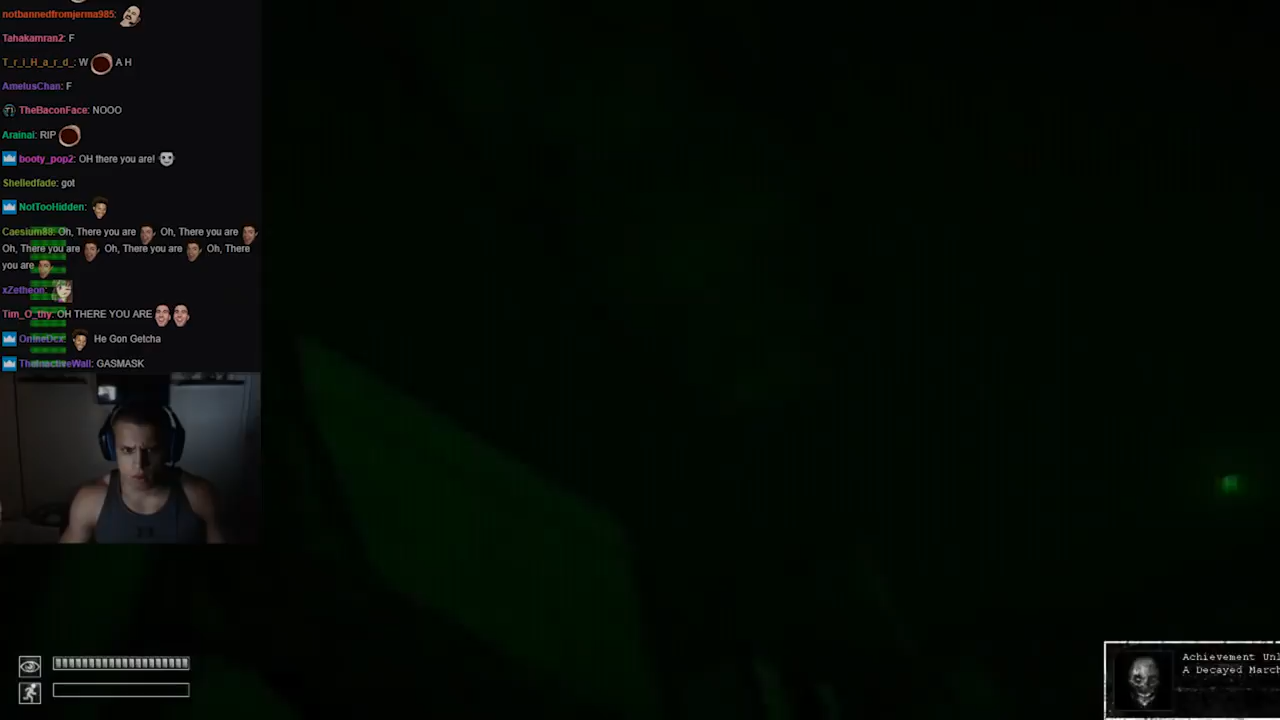 notbannedfromjerma985:
Tahakamran2: F
T_r_i_H_a_r_d_: W A H
AmelusChan: F
TheBaconFace: NOOO
Arainai: RIP
booty_pop2: OH there you are!
Shelledfade: got
NotTooHidden:
Caesium88: Oh, There you are Oh, There you are
Oh, There you are Oh, There you are Oh, There
you are
xZetheon:
Tim_O_thy: OH THERE YOU ARE
OnineDcx: He Gon Getcha
TheInactiveWall: GASMASK
Achievement Unl
A Decayed March